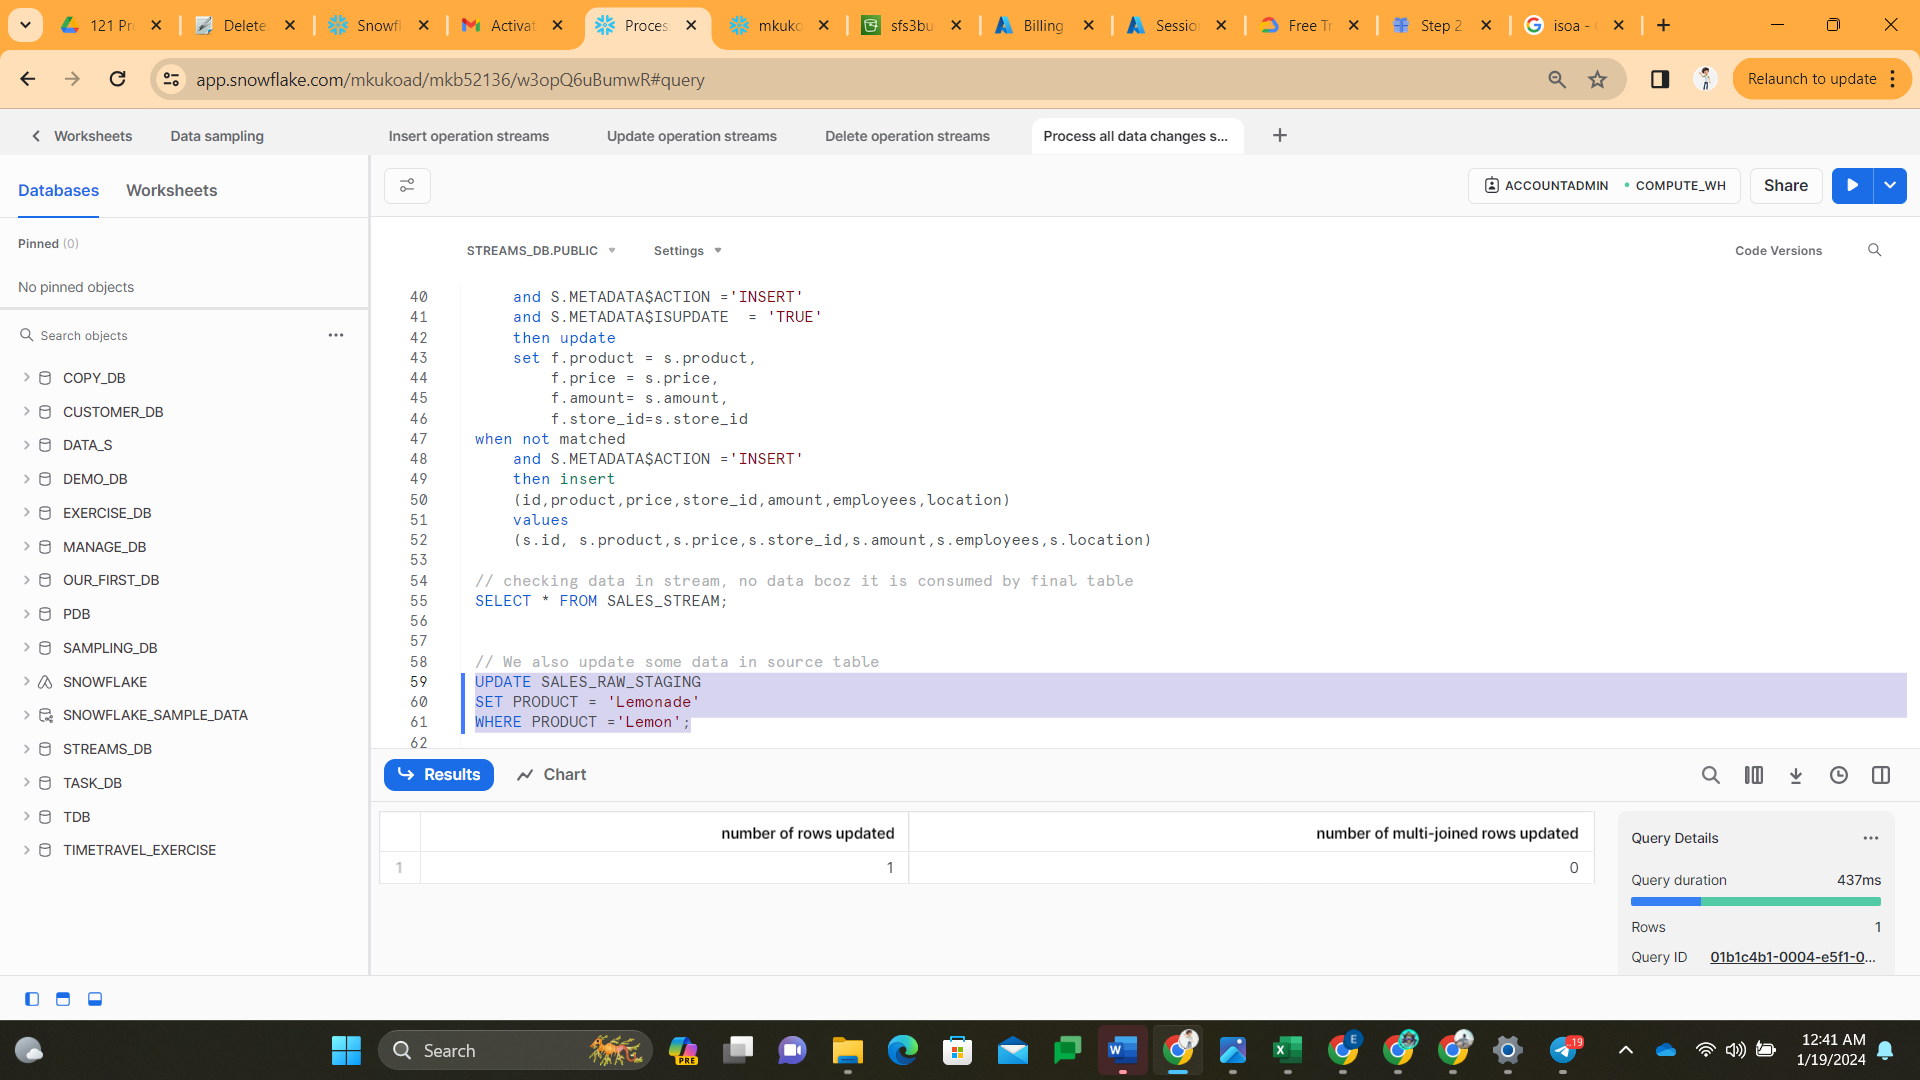 121 Pr
Delete
Snowfl
Activat
Proces
mkuko
sfs3bu
Billing
Sessio
Free Tr
Step 2
isoa -
app.snowflake.com/mkukoad/mkb52136/w3opQ6uBumwR#query
Relaunch to update
Worksheets
Data sampling
Insert operation streams
Update operation streams
Delete operation streams
Process all data changes s...
Databases
Worksheets
ACCOUNTADMIN
COMPUTE_WH
Share
Pinned (0)
No pinned objects
Search objects
COPY_DB
CUSTOMER_DB
DATA_S
DEMO_DB
EXERCISE_DB
MANAGE_DB
OUR_FIRST_DB
PDB
SAMPLING_DB
SNOWFLAKE
SNOWFLAKE_SAMPLE_DATA
STREAMS_DB
TASK_DB
TDB
TIMETRAVEL_EXERCISE
STREAMS_DB.PUBLIC
Settings
Code Versions
40 and S.METADATA$ACTION ='INSERT'
41 and S.METADATA$ISUPDATE  = 'TRUE'
42 then update
43 set f.product = s.product,
44 f.price = s.price,
45 f.amount= s.amount,
46 f.store_id=s.store_id
47 when not matched
48 and S.METADATA$ACTION ='INSERT'
49 then insert
50 (id,product,price,store_id,amount,employees,location)
51 values
52 (s.id, s.product,s.price,s.store_id,s.amount,s.employees,s.location)
53
54 // checking data in stream, no data bcoz it is consumed by final table
55 SELECT * FROM SALES_STREAM;
56
57
58 // We also update some data in source table
59 UPDATE SALES_RAW_STAGING
60 SET PRODUCT = 'Lemonade'
61 WHERE PRODUCT ='Lemon';
62
Results
Chart
number of rows updated
number of multi-joined rows updated
1 1 0
Query Details
Query duration 437ms
Rows 1
Query ID 01b1c4b1-0004-e5f1-0...
Search
PRE
E
19
12:41 AM
1/19/2024